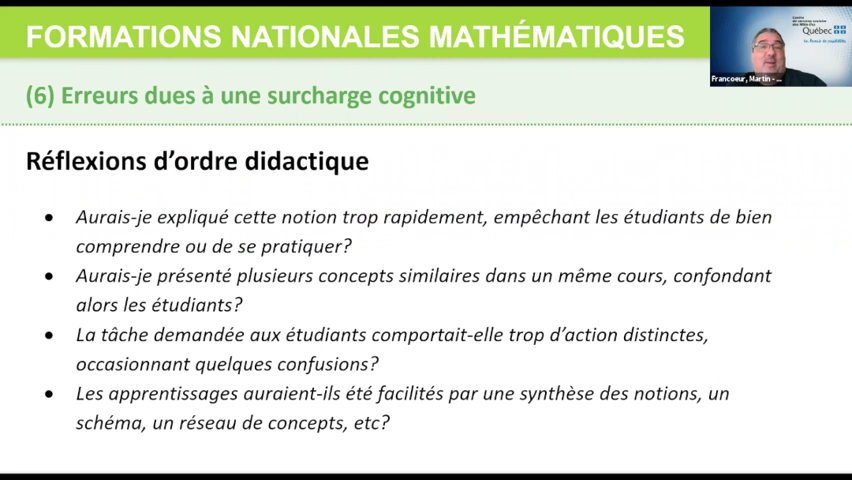 FORMATIONS NATIONALES MATHÉMATIQUES
Québec
Francoeur, Martin - ...
(6) Erreurs dues à une surcharge cognitive
Réflexions d'ordre didactique
• Aurais-je expliqué cette notion trop rapidement, empêchant les étudiants de bien
comprendre ou de se pratiquer?
• Aurais-je présenté plusieurs concepts similaires dans un même cours, confondant
alors les étudiants?
• La tâche demandée aux étudiants comportait-elle trop d'action distinctes,
occasionnant quelques confusions?
• Les apprentissages auraient-ils été facilités par une synthèse des notions, un
schéma, un réseau de concepts, etc?